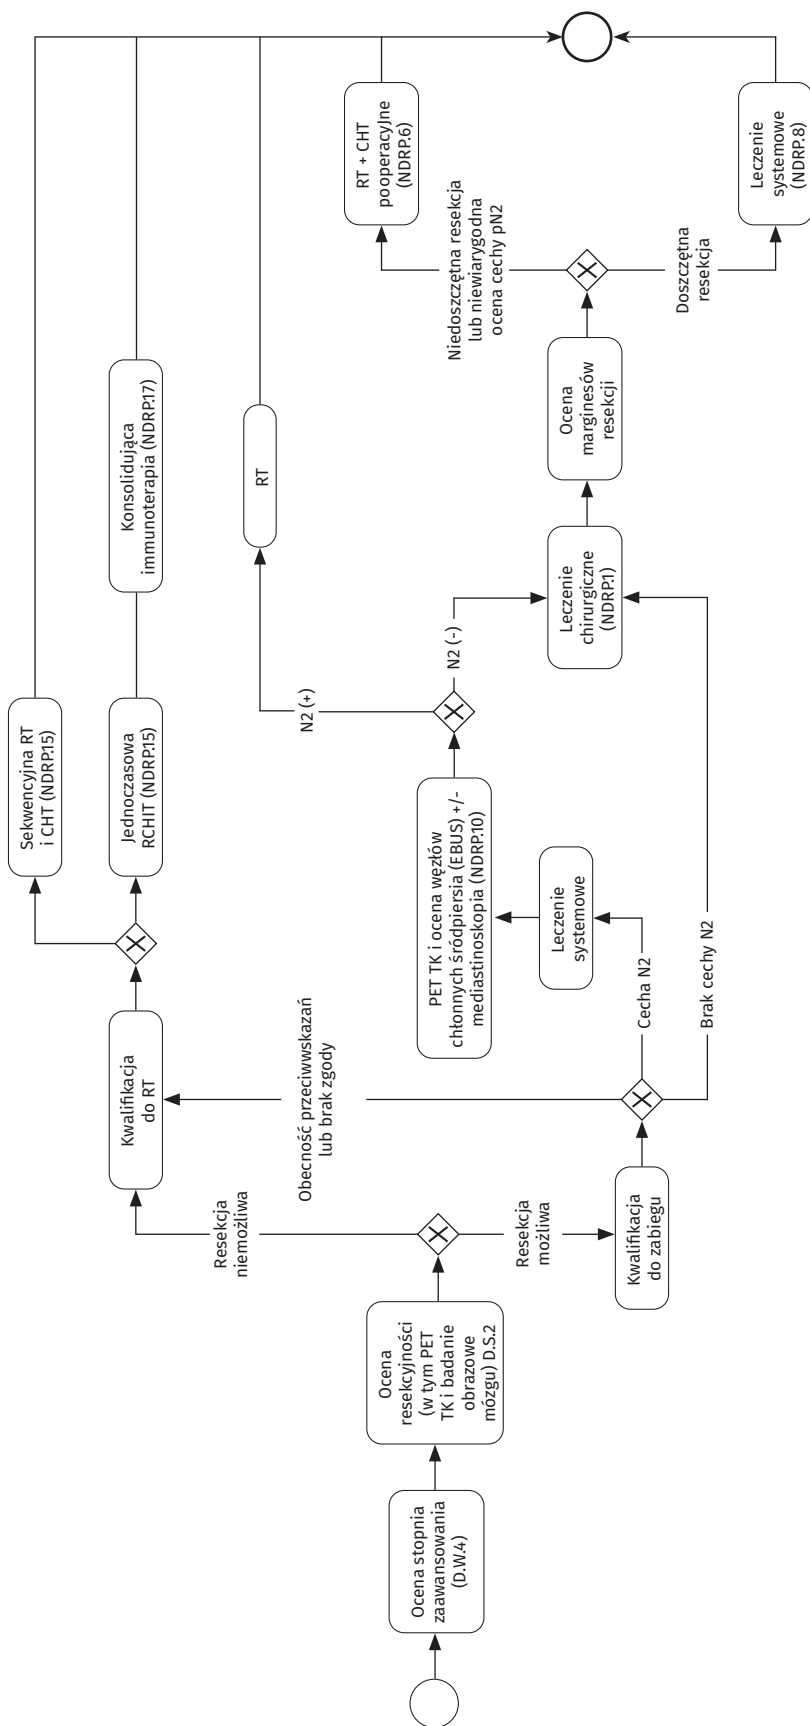 Ocena stopnia
zaawansowania
(D.W.4)
Ocena
resekcyjności
(w tym PET
TK i badanie
obrazowe
mózgu) D.S.2
Resekcja
niemożliwa
Resekcja
możliwa
Kwalifikacja
do RT
Kwalifikacja
do zabiegu
Obecność przeciwwskazań
lub brak zgody
Cecha N2
Brak cechy N2
Sekwencyjna RT
i CHT (NDRP.15)
Jednoczasowa
RCHIT (NDRP.15)
Leczenie
systemowe
PET TK i ocena węzłów
chłonnych śródpiersia (EBUS) +/-
mediastinoskopia (NDRP.10)
N2 (+)
N2 (-)
Konsolidująca
immunoterapia (NDRP.17)
RT
Leczenie
chirurgiczne
(NDRP.1)
Ocena
marginesów
resekcji
Niedoszczętna resekcja
lub niewiarygodna
ocena cechy pN2
Doszczętna
resekcja
RT + CHT
pooperacyjne
(NDRP.6)
Leczenie
systemowe
(NDRP.8)